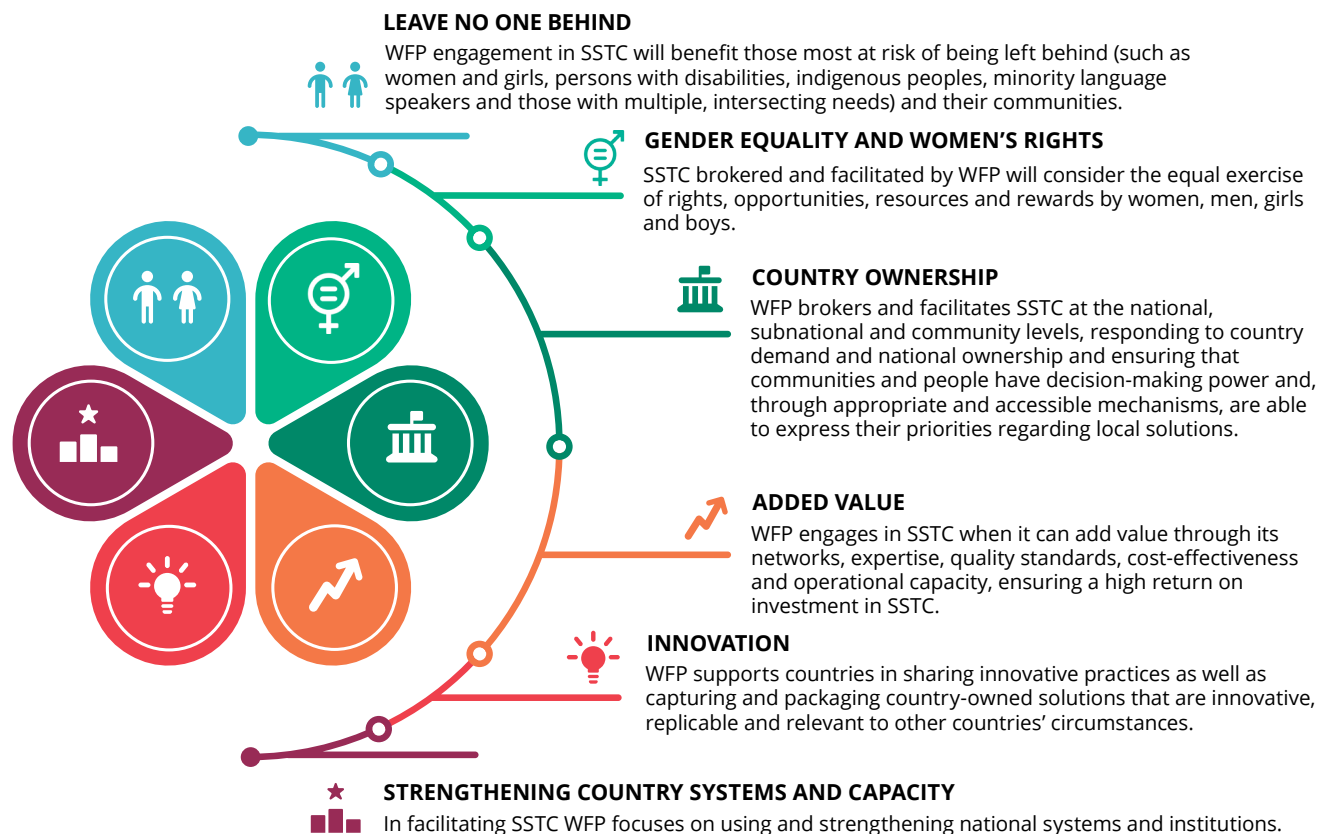 LEAVE NO ONE BEHIND
WFP engagement in SSTC will benefit those most at risk of being left behind (such as
women and girls, persons with disabilities, indigenous peoples, minority language
speakers and those with multiple, intersecting needs) and their communities.
GENDER EQUALITY AND WOMEN’S RIGHTS
SSTC brokered and facilitated by WFP will consider the equal exercise
of rights, opportunities, resources and rewards by women, men, girls
and boys.
COUNTRY OWNERSHIP
WFP brokers and facilitates SSTC at the national,
subnational and community levels, responding to country
demand and national ownership and ensuring that
communities and people have decision-making power and,
through appropriate and accessible mechanisms, are able
to express their priorities regarding local solutions.
ADDED VALUE
WFP engages in SSTC when it can add value through its
networks, expertise, quality standards, cost-effectiveness
and operational capacity, ensuring a high return on
investment in SSTC.
INNOVATION
WFP supports countries in sharing innovative practices as well as
capturing and packaging country-owned solutions that are innovative,
replicable and relevant to other countries’ circumstances.
STRENGTHENING COUNTRY SYSTEMS AND CAPACITY
In facilitating SSTC WFP focuses on using and strengthening national systems and institutions.